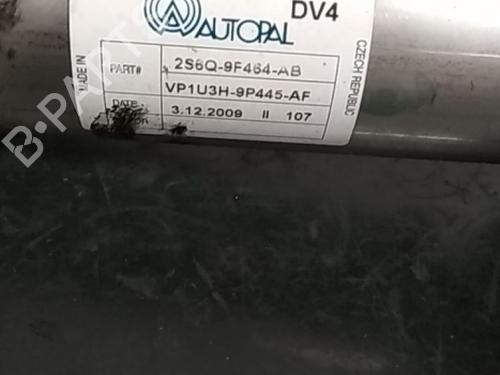 AUTOPAL
DV4
MADE IN
CZECH REPUBLIC
PART# 2S6Q-9F464-AB
VP1U3H-9P445-AF
DATE 3.12.2009 II 107
B-PARTS